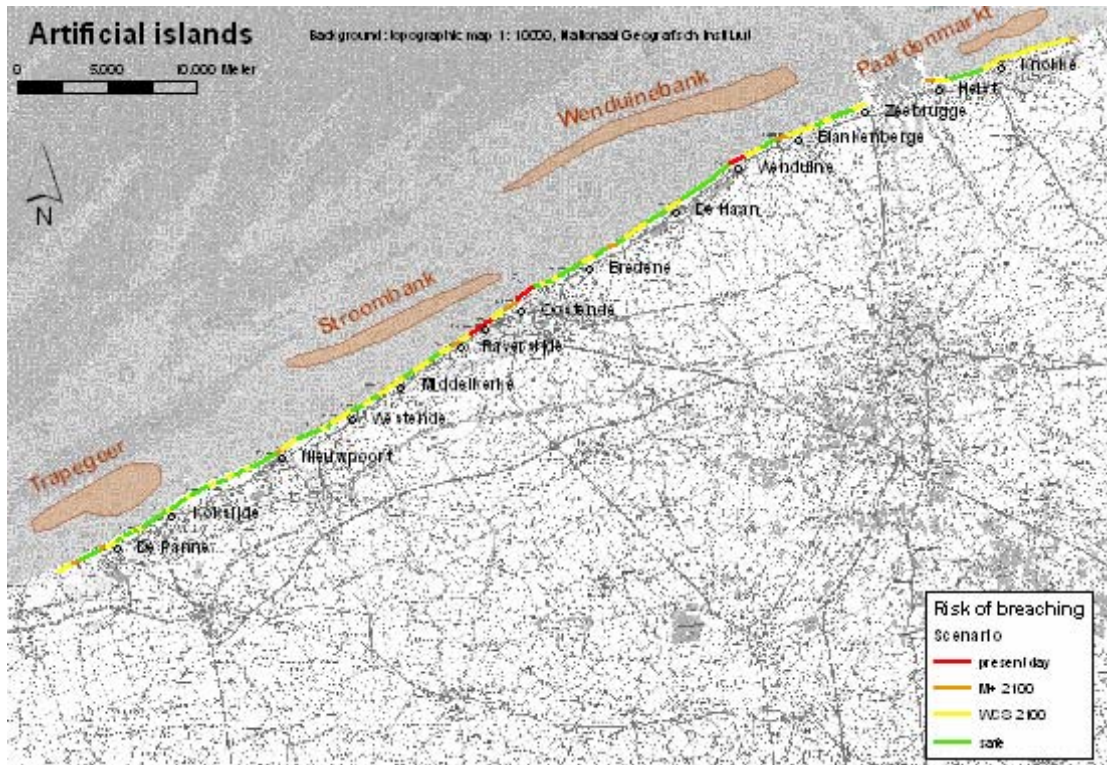 Artificial islands
Background: topographic map 1: 10000, Nationaal Geografisch Instituut
0 5.000 10.000 Meter
Paardenmarkt
Knokke
Heist
Wenduinebank
Zeebrugge
Blankenberge
Wenduine
N
De Haan
Bredene
Stroombank
Oostende
Raversijde
Middelkerke
Westende
Nieuwpoort
Trapegeer
Koksijde
De Panne
Risk of breaching
Scenario
present day
M+ 2100
WCS 2100
safe